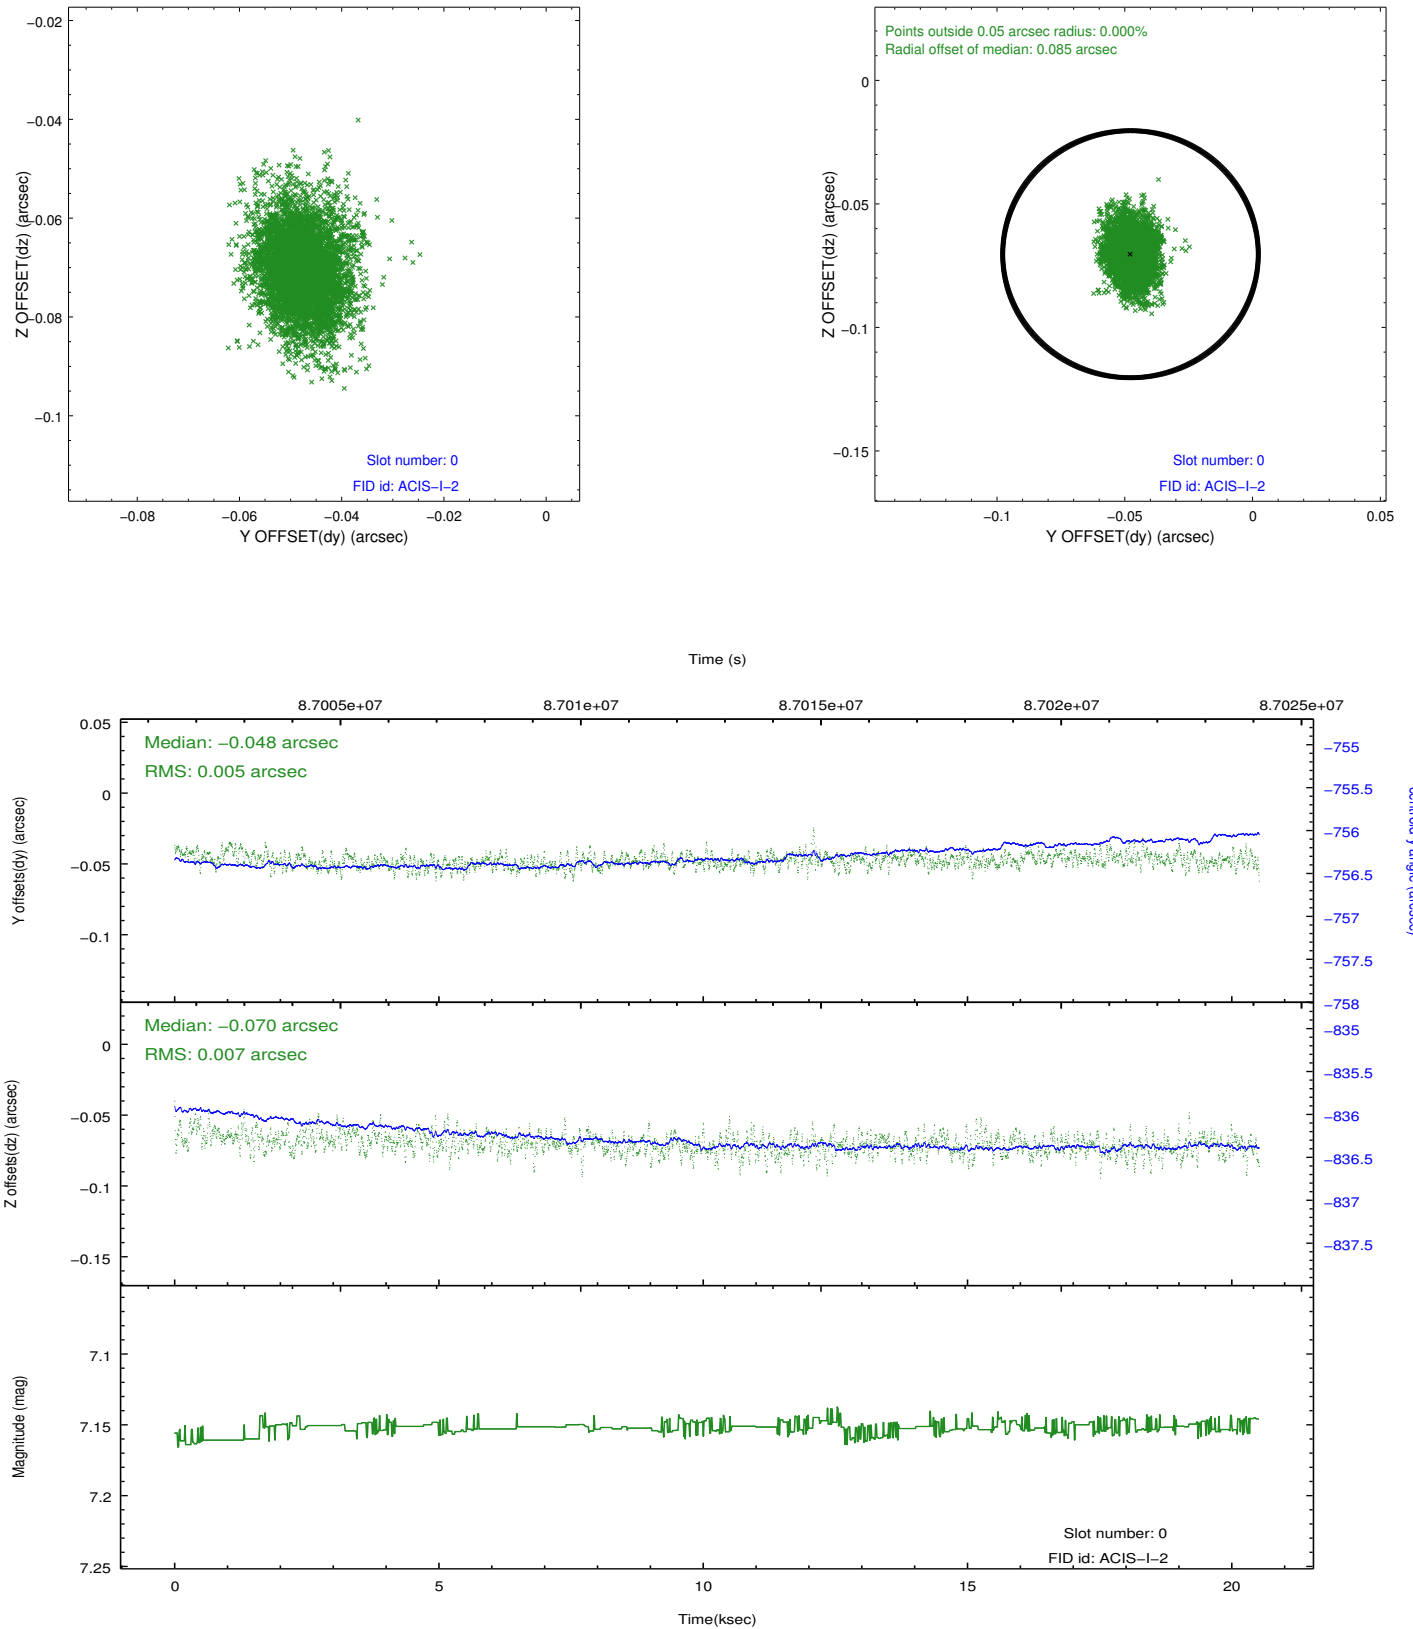 −0.02
−0.04
−0.06
−0.08
−0.1
Z OFFSET(dz) (arcsec)
Slot number: 0
FID id: ACIS−I−2
−0.08 −0.06 −0.04 −0.02 0
Y OFFSET(dy) (arcsec)
Points outside 0.05 arcsec radius: 0.000%
Radial offset of median: 0.085 arcsec
0
−0.05
−0.1
−0.15
Z OFFSET(dz) (arcsec)
Slot number: 0
FID id: ACIS−I−2
−0.1 −0.05 0 0.05
Y OFFSET(dy) (arcsec)
Time (s)
8.7005e+07 8.701e+07 8.7015e+07 8.702e+07 8.7025e+07
Median: −0.048 arcsec
RMS: 0.005 arcsec
0.05
0
−0.05
−0.1
Y offsets(dy) (arcsec)
−755
−755.5
−756
−756.5
−757
−757.5
−758
Median: −0.070 arcsec
RMS: 0.007 arcsec
0
−0.05
−0.1
−0.15
Z offsets(dz) (arcsec)
−835
−835.5
−836
−836.5
−837
−837.5
7.1
7.15
7.2
7.25
Magnitude (mag)
Slot number: 0
FID id: ACIS−I−2
0 5 10 15 20
Time(ksec)